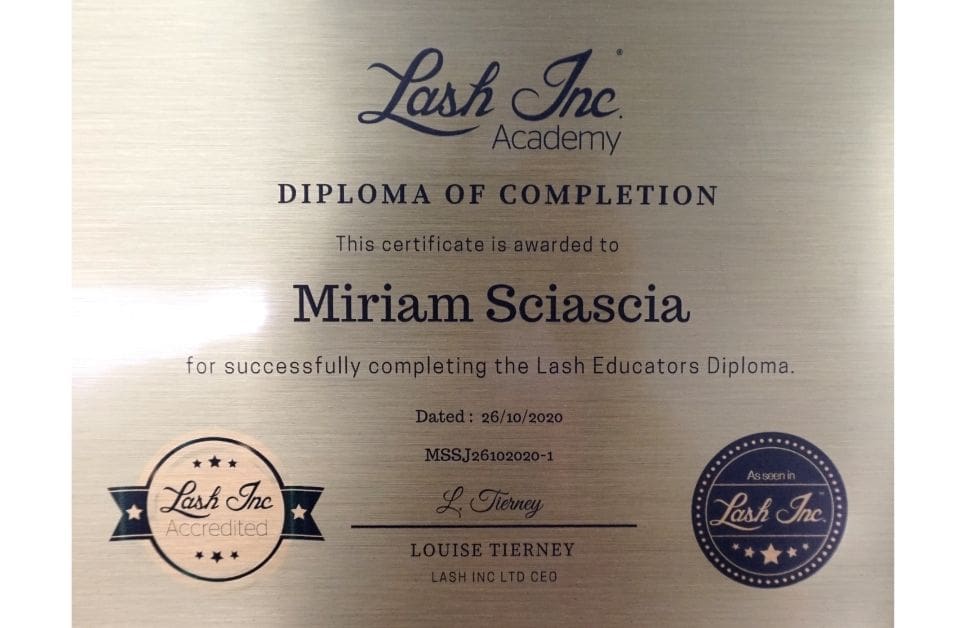 Lash Inc.®
Academy
DIPLOMA OF COMPLETION
This certificate is awarded to
Miriam Sciascia
for successfully completing the Lash Educators Diploma.
Dated : 26/10/2020
MSSJ26102020-1
L. Tierney
LOUISE TIERNEY
LASH INC LTD CEO
Lash Inc
Accredited
As seen in
Lash Inc.